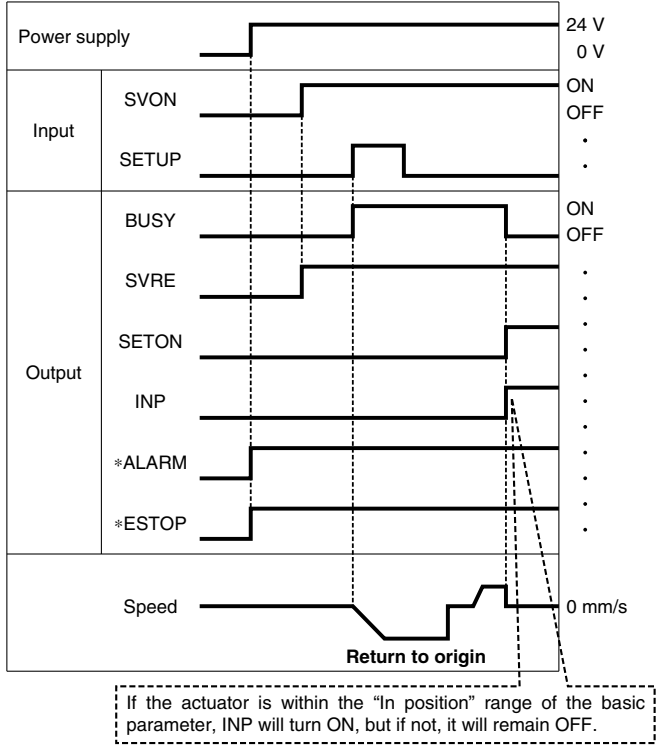 Power supply
24 V
0 V
Input
SVON
ON
OFF
SETUP
Output
BUSY
ON
OFF
SVRE
SETON
INP
*ALARM
*ESTOP
Speed
0 mm/s
Return to origin
If the actuator is within the “In position” range of the basic
parameter, INP will turn ON, but if not, it will remain OFF.